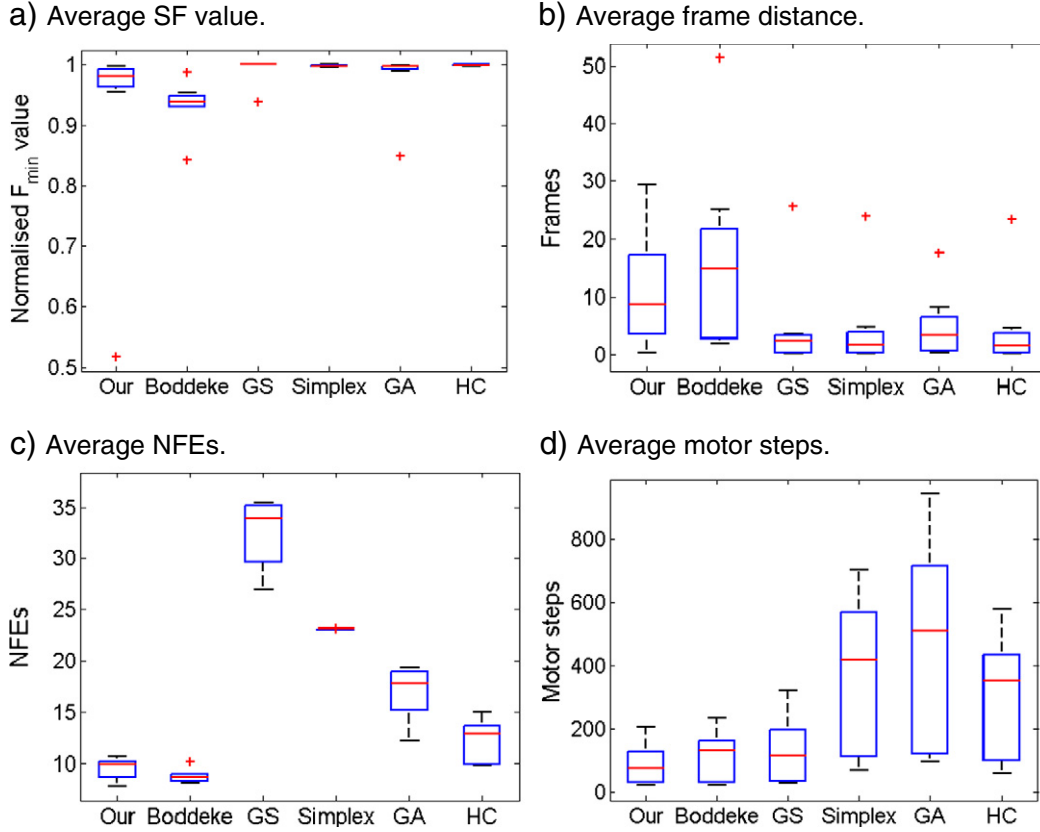 a) Average SF value.
Normalised F_min value
1
0.9
0.8
0.7
0.6
0.5
Our Boddeke GS Simplex GA HC
b) Average frame distance.
Frames
50
40
30
20
10
0
Our Boddeke GS Simplex GA HC
c) Average NFEs.
NFEs
35
30
25
20
15
10
Our Boddeke GS Simplex GA HC
d) Average motor steps.
Motor steps
800
600
400
200
0
Our Boddeke GS Simplex GA HC